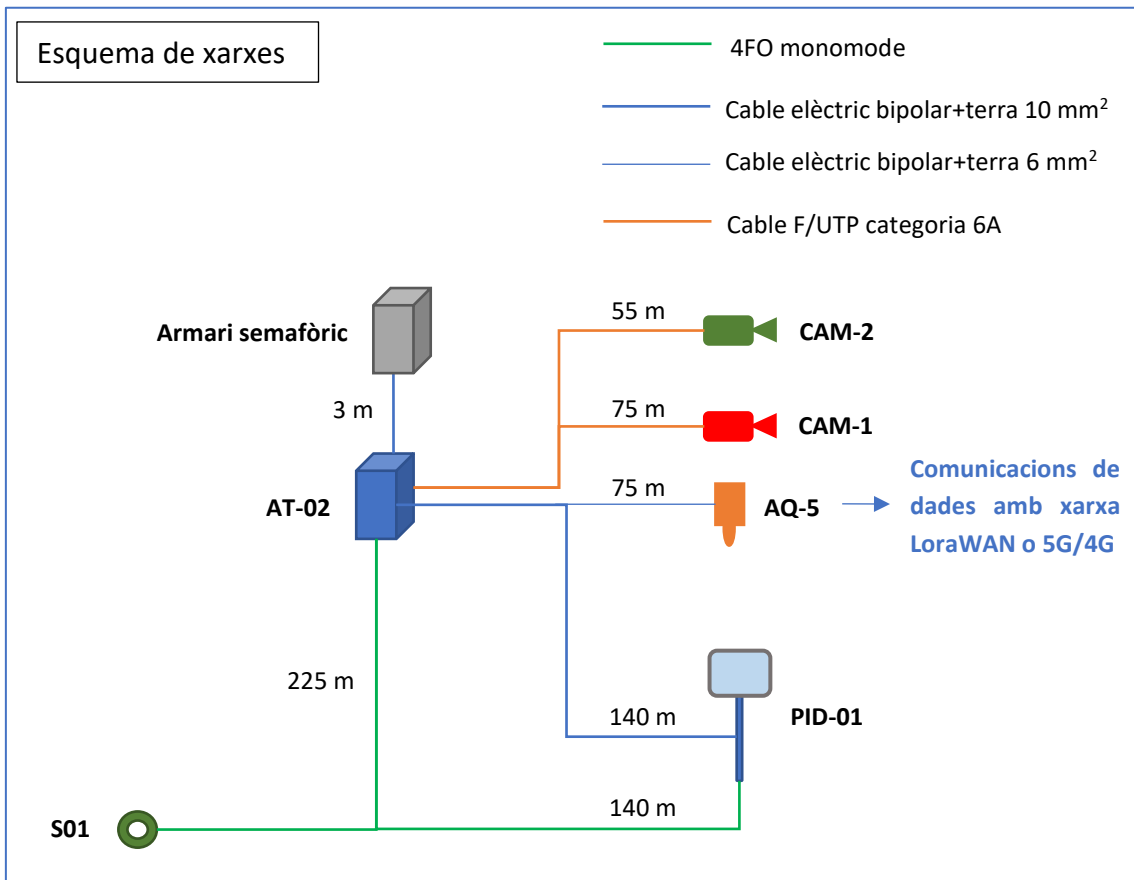 Esquema de xarxes
4FO monomode
Cable elèctric bipolar+terra 10 mm²
Cable elèctric bipolar+terra 6 mm²
Cable F/UTP categoria 6A
55 m
CAM-2
Armari semafòric
3 m
75 m
CAM-1
AT-02
75 m
AQ-5
Comunicacions de
dades amb xarxa
LoraWAN o 5G/4G
225 m
140 m
PID-01
140 m
S01